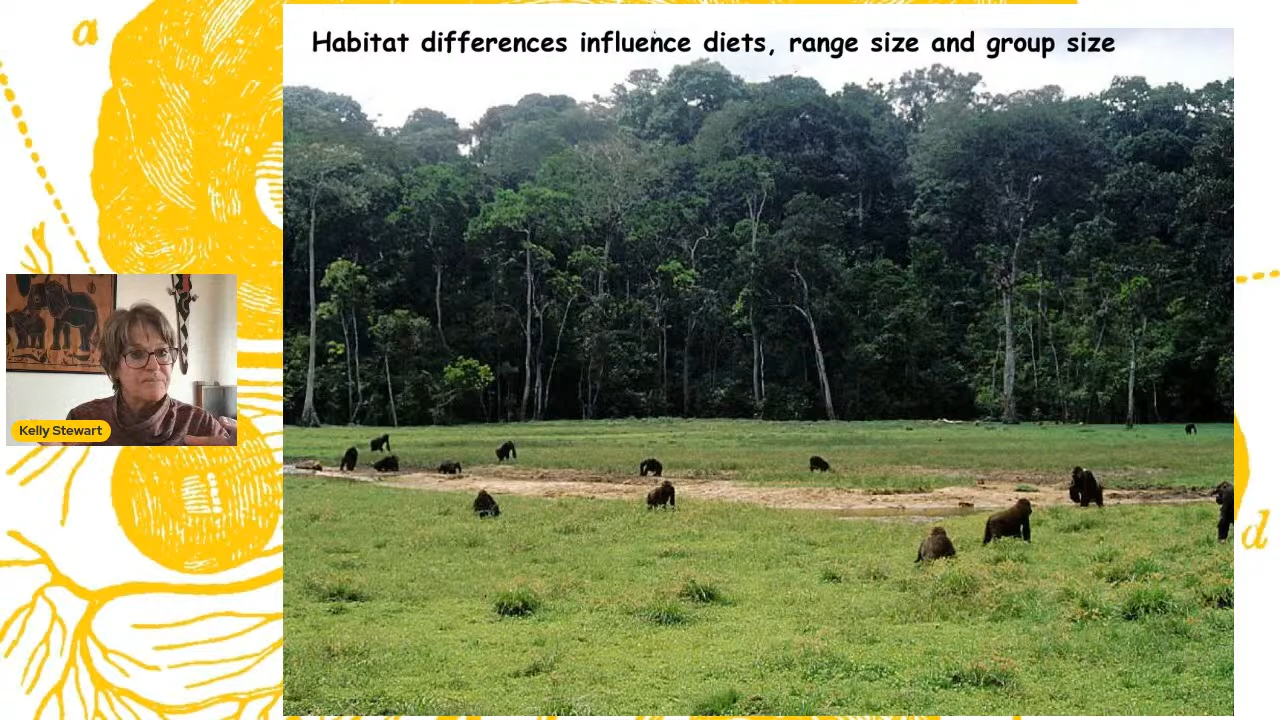 a
Habitat differences influence diets, range size and group size
Kelly Stewart
d